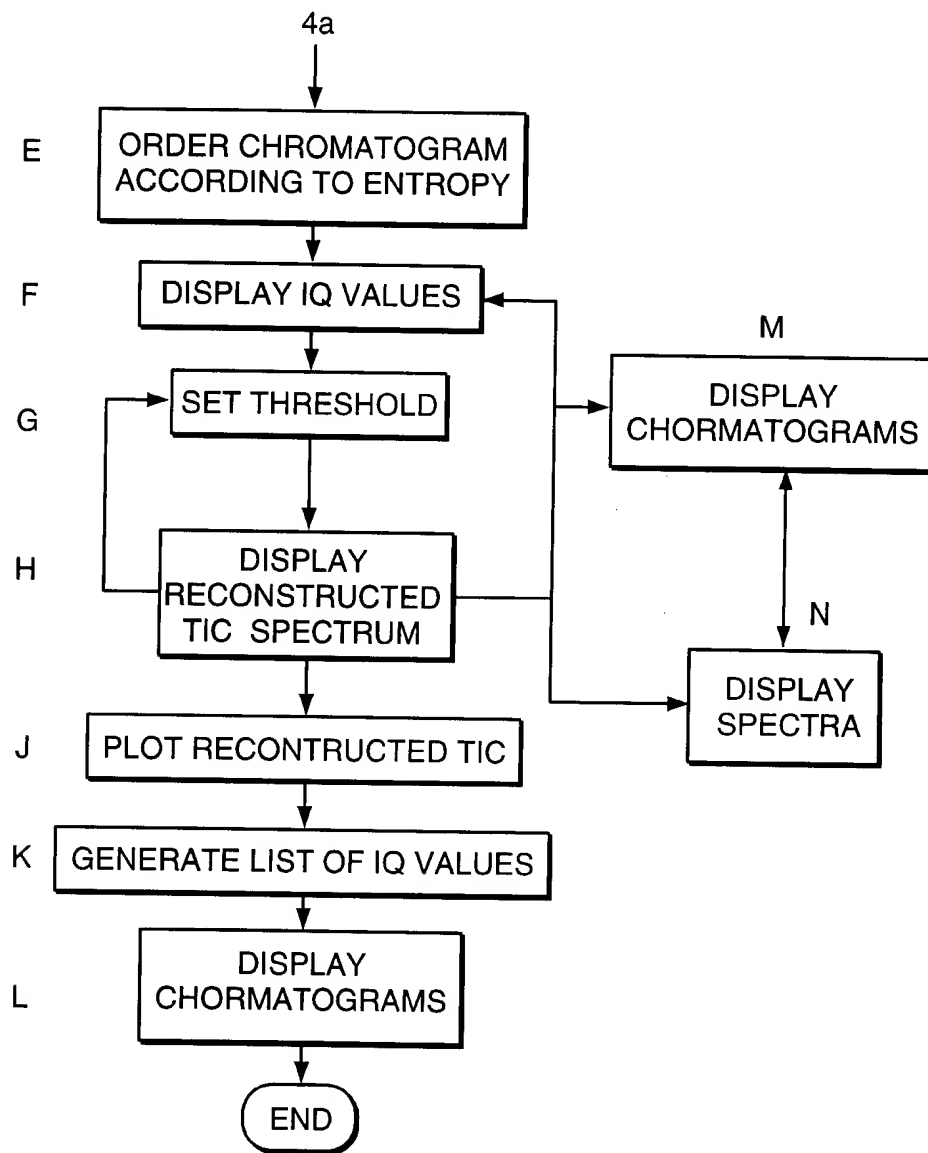 4a
E
ORDER CHROMATOGRAM
ACCORDING TO ENTROPY
F
DISPLAY IQ VALUES
M
DISPLAY
CHORMATOGRAMS
G
SET THRESHOLD
H
DISPLAY
RECONSTRUCTED
TIC SPECTRUM
N
DISPLAY
SPECTRA
J
PLOT RECONTRUCTED TIC
K
GENERATE LIST OF IQ VALUES
L
DISPLAY
CHORMATOGRAMS
END